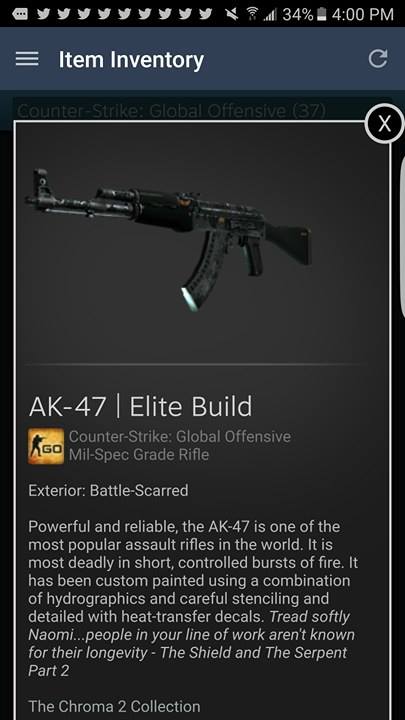 34% 4:00 PM
Item Inventory
Counter-Strike: Global Offensive (37)
X
AK-47 | Elite Build
GO
Counter-Strike: Global Offensive
Mil-Spec Grade Rifle
Exterior: Battle-Scarred
Powerful and reliable, the AK-47 is one of the
most popular assault rifles in the world. It is
most deadly in short, controlled bursts of fire. It
has been custom painted using a combination
of hydrographics and careful stenciling and
detailed with heat-transfer decals. Tread softly
Naomi...people in your line of work aren't known
for their longevity - The Shield and The Serpent
Part 2
The Chroma 2 Collection